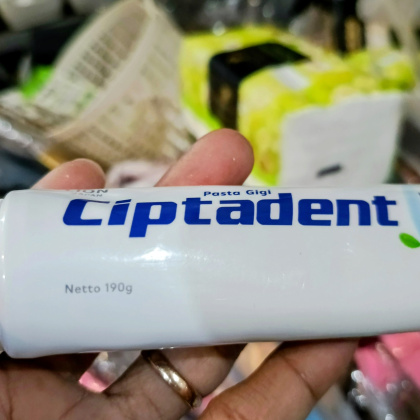 Pasta Gigi
Ciptadent
Netto 190g